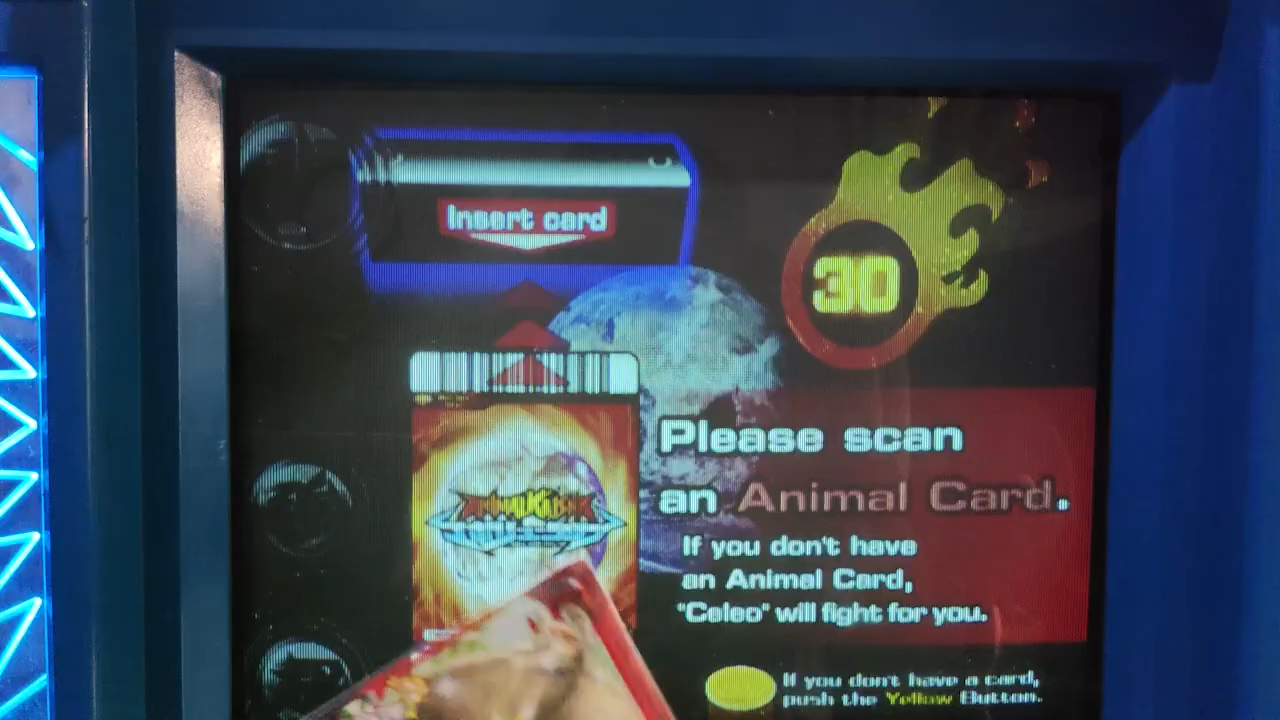 Insert card
30
Please scan
an Animal Card.
If you don't have
an Animal Card,
"Coleo" will fight for you.
If you don't have a card,
push the Yellow Button.